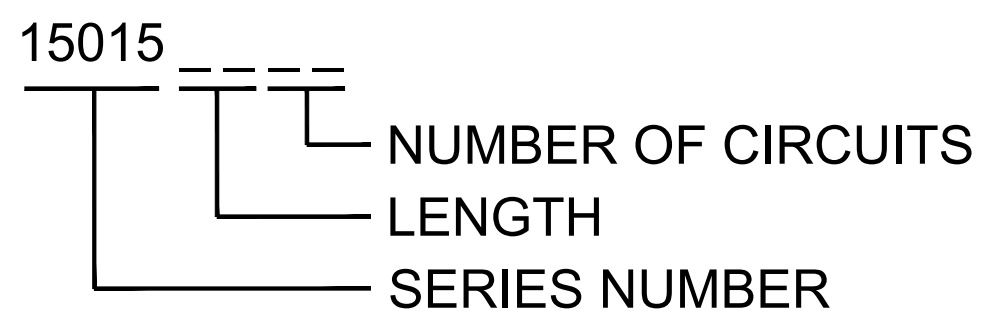 15015 _ _ _ _
NUMBER OF CIRCUITS
LENGTH
SERIES NUMBER